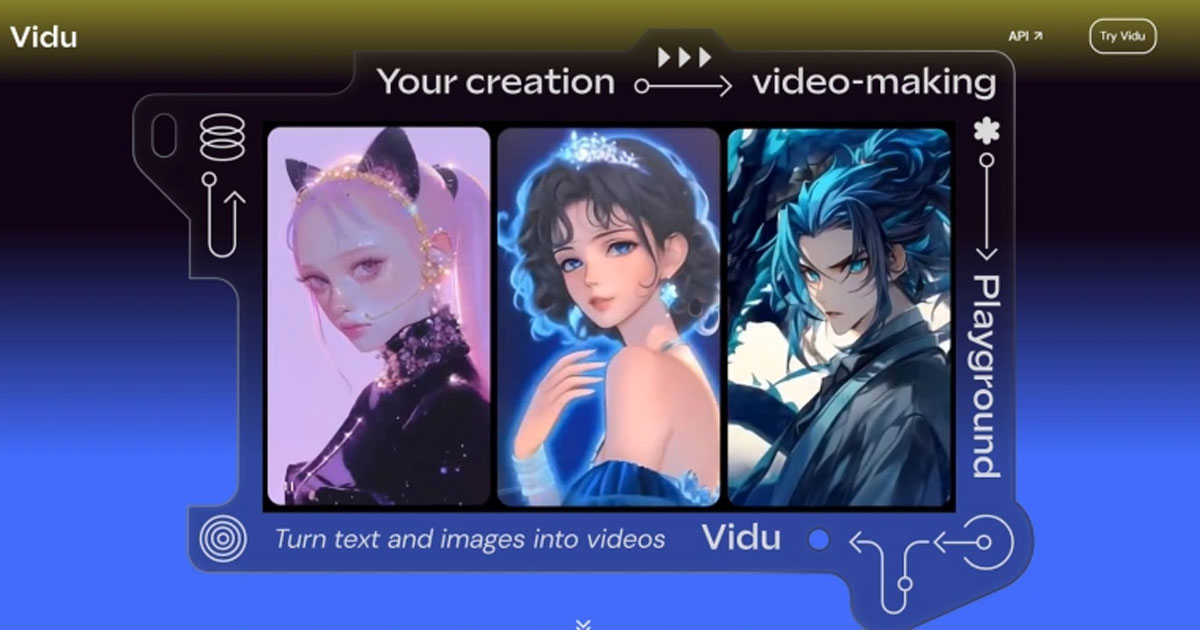 Vidu
API
Try Vidu
Your creation
video-making
Playground
Turn text and images into videos
Vidu